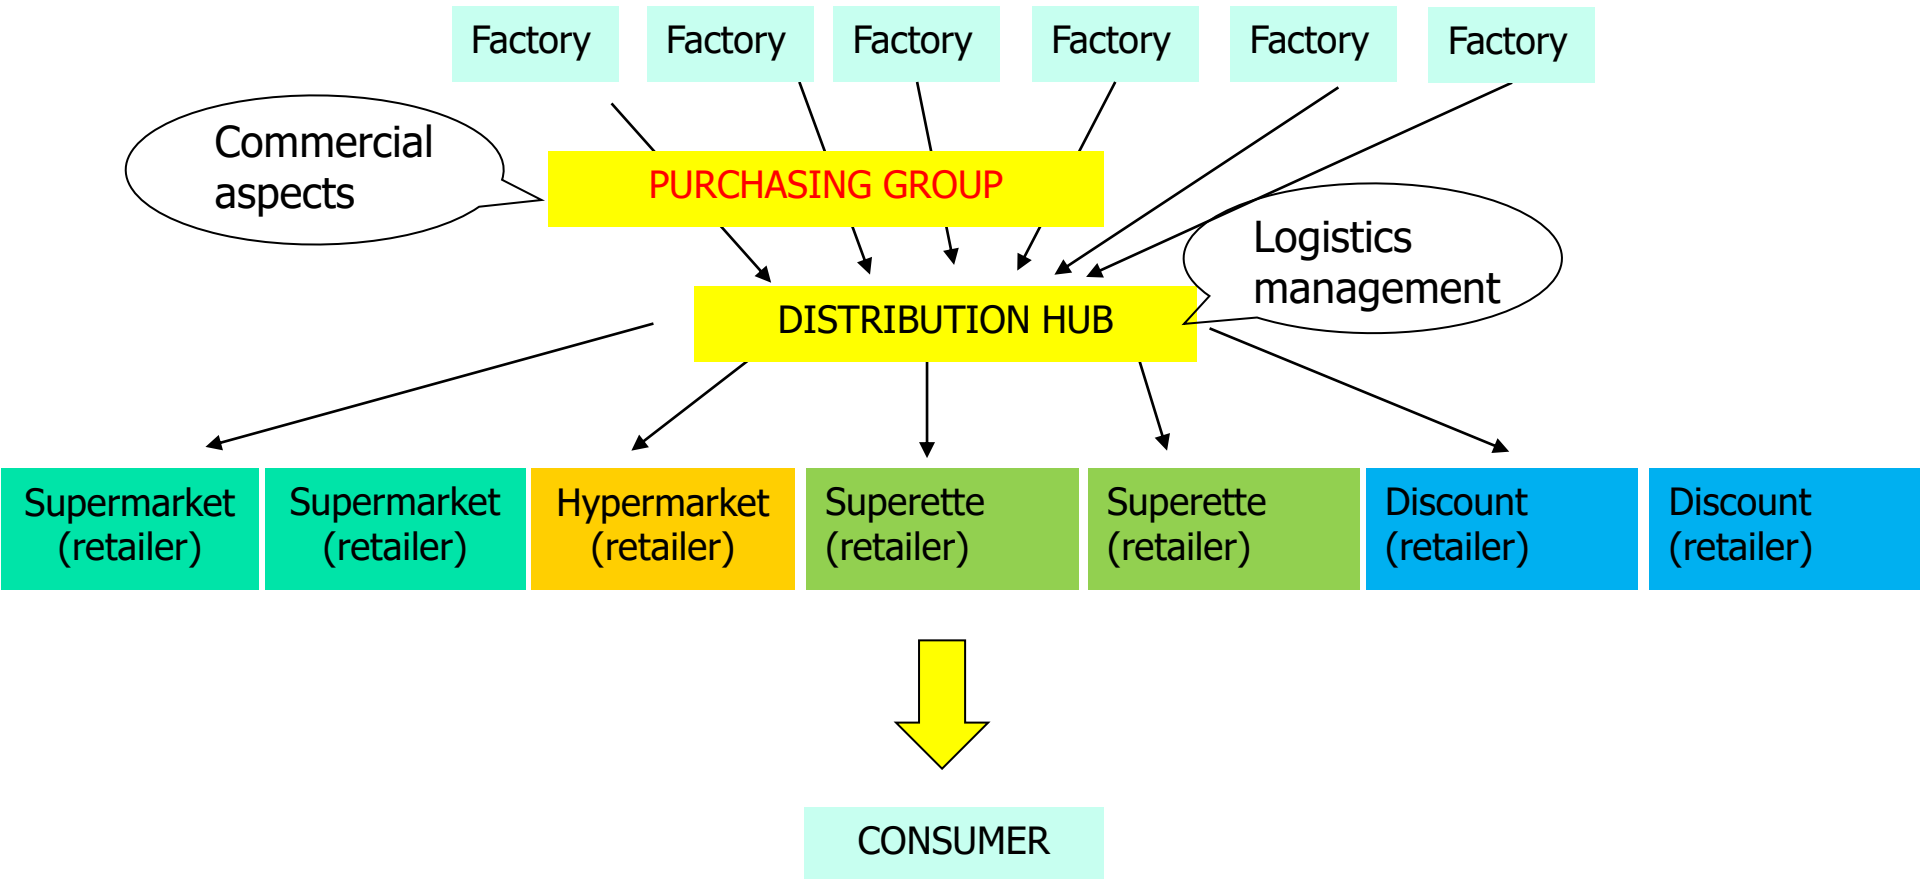 Factory
Factory
Factory
Factory
Factory
Factory
Commercial
aspects
PURCHASING GROUP
Logistics
management
DISTRIBUTION HUB
Supermarket
(retailer)
Supermarket
(retailer)
Hypermarket
(retailer)
Superette
(retailer)
Superette
(retailer)
Discount
(retailer)
Discount
(retailer)
CONSUMER